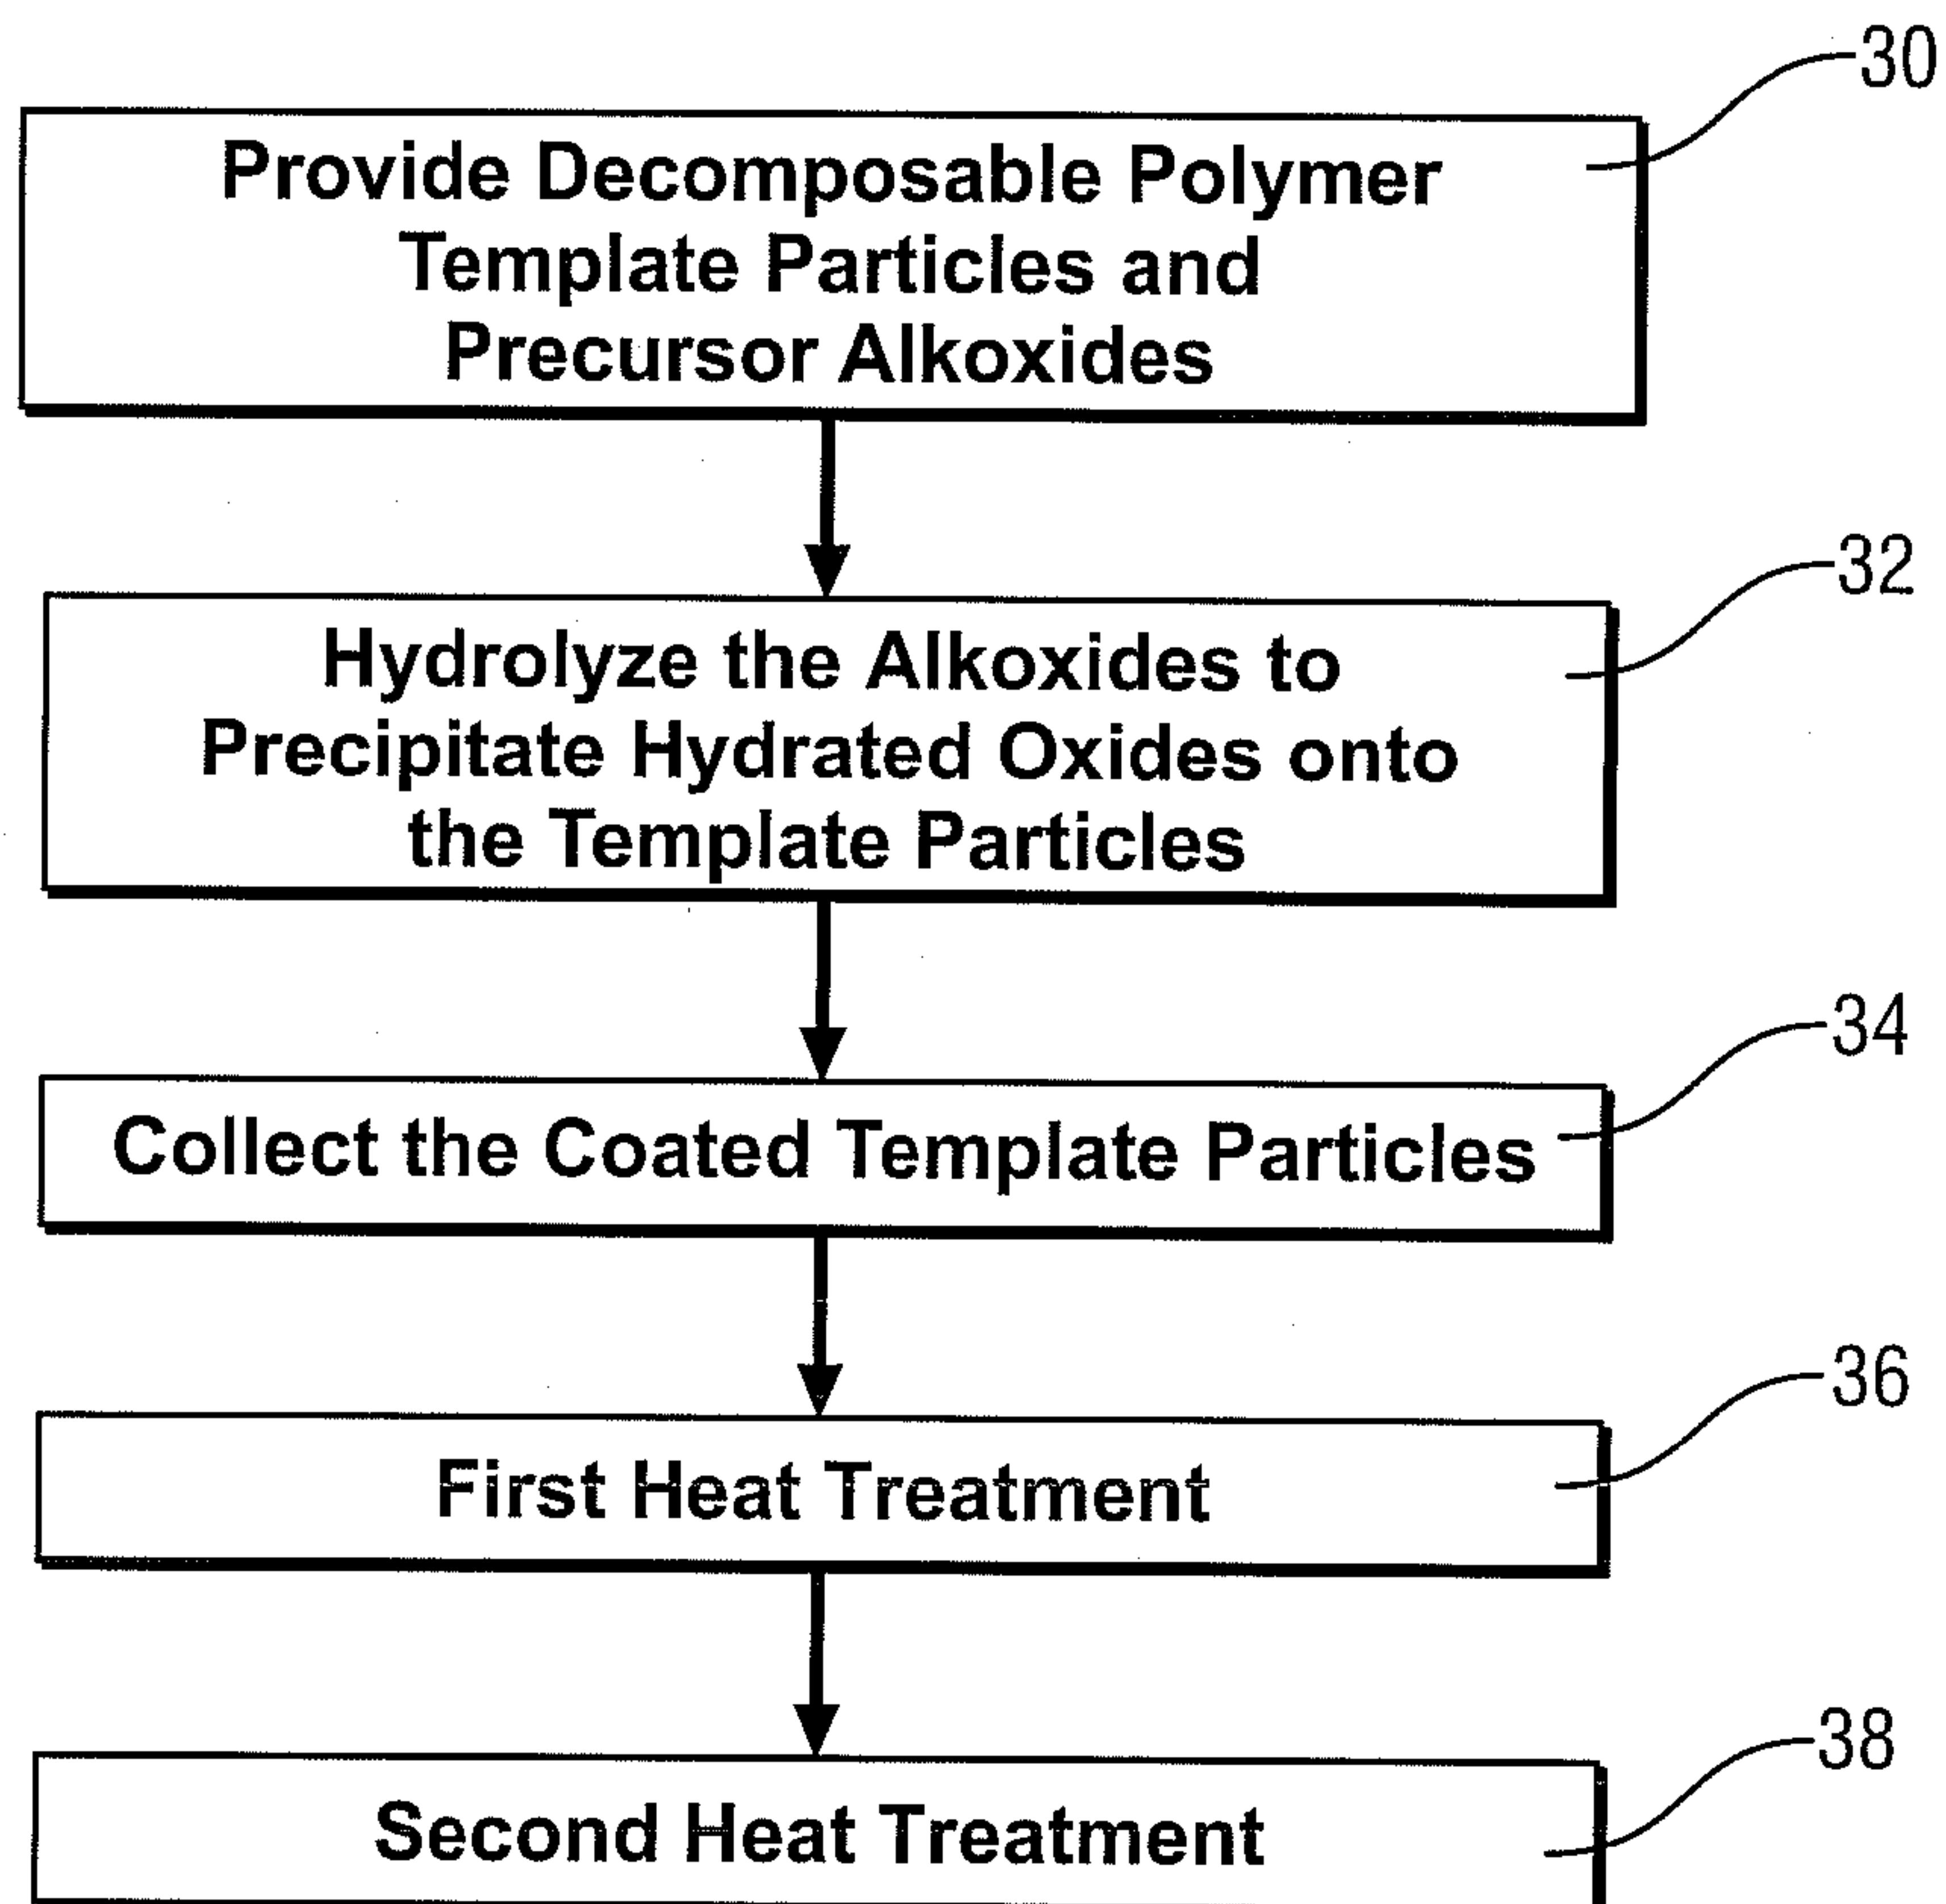 30
Provide Decomposable Polymer
Template Particles and
Precursor Alkoxides
32
Hydrolyze the Alkoxides to
Precipitate Hydrated Oxides onto
the Template Particles
34
Collect the Coated Template Particles
36
First Heat Treatment
38
Second Heat Treatment